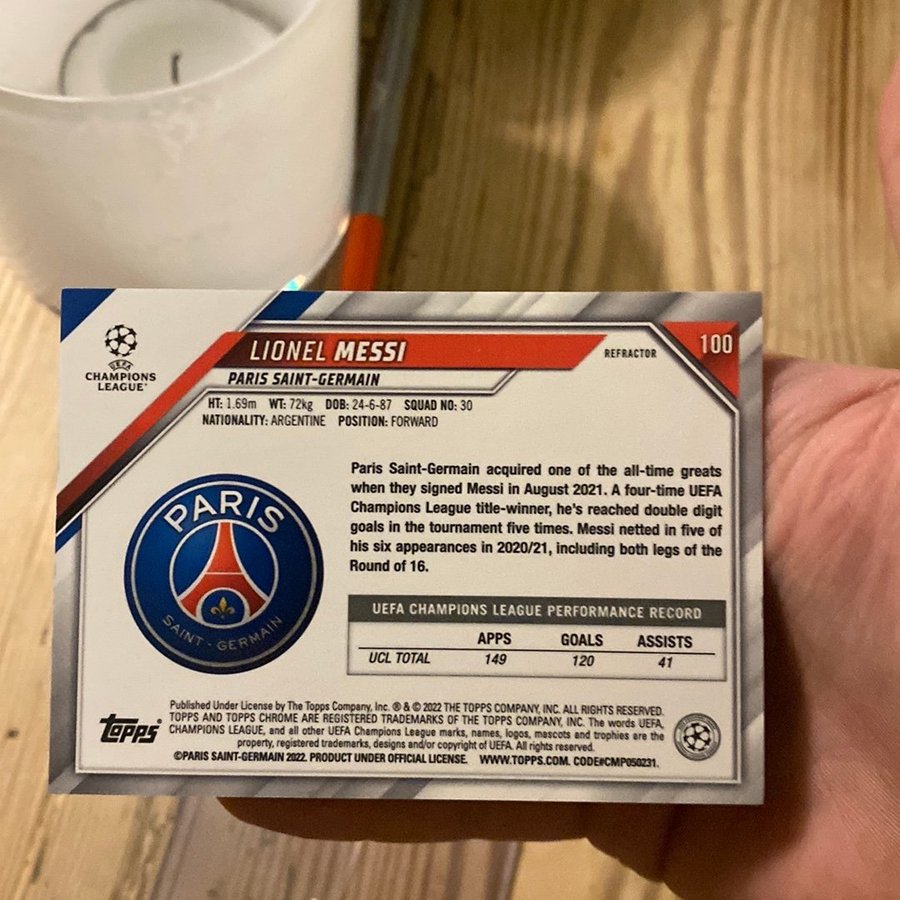 UEFA
CHAMPIONS
LEAGUE®
LIONEL MESSI
REFRACTOR
100
PARIS SAINT-GERMAIN
HT: 1.69m WT: 72kg DOB: 24-6-87 SQUAD NO: 30
NATIONALITY: ARGENTINE POSITION: FORWARD
PARIS
SAINT-GERMAIN
Paris Saint-Germain acquired one of the all-time greats
when they signed Messi in August 2021. A four-time UEFA
Champions League title-winner, he's reached double digit
goals in the tournament five times. Messi netted in five of
his six appearances in 2020/21, including both legs of the
Round of 16.
UEFA CHAMPIONS LEAGUE PERFORMANCE RECORD
APPS GOALS ASSISTS
UCL TOTAL 149 120 41
topps®
Published Under License by The Topps Company, Inc. ® & © 2022 THE TOPPS COMPANY, INC. ALL RIGHTS RESERVED.
TOPPS AND TOPPS CHROME ARE REGISTERED TRADEMARKS OF THE TOPPS COMPANY, INC. The words UEFA,
CHAMPIONS LEAGUE, and all other UEFA Champions League marks, names, logos, mascots and trophies are the
property, registered trademarks, designs and/or copyright of UEFA. All rights reserved.
©PARIS SAINT-GERMAIN 2022. PRODUCT UNDER OFFICIAL LICENSE. WWW.TOPPS.COM. CODE#CMP050231.